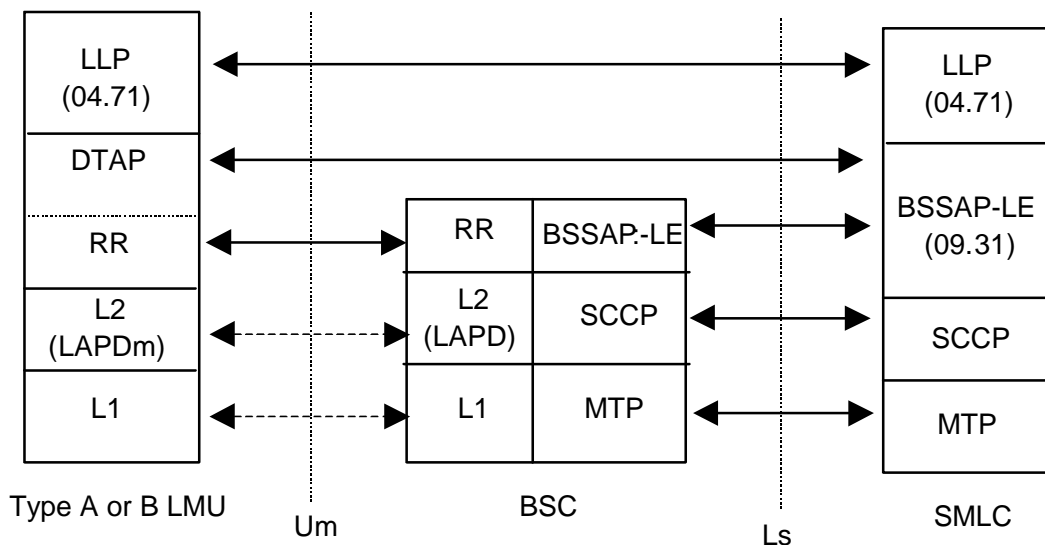 LLP
(04.71)
DTAP
RR
L2
(LAPDm)
L1
Type A or B LMU
Um
RR
BSSAP:-LE
L2
(LAPD)
SCCP
L1
MTP
BSC
Ls
LLP
(04.71)
BSSAP-LE
(09.31)
SCCP
MTP
SMLC